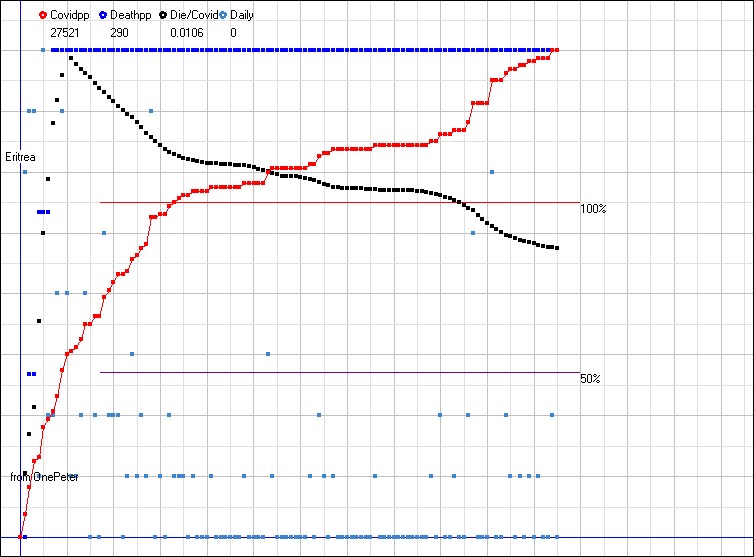 Covidpp Deathpp Die/Covid Daily
27521 290 0.0106 0
Eritrea
100%
50%
from OnePeter